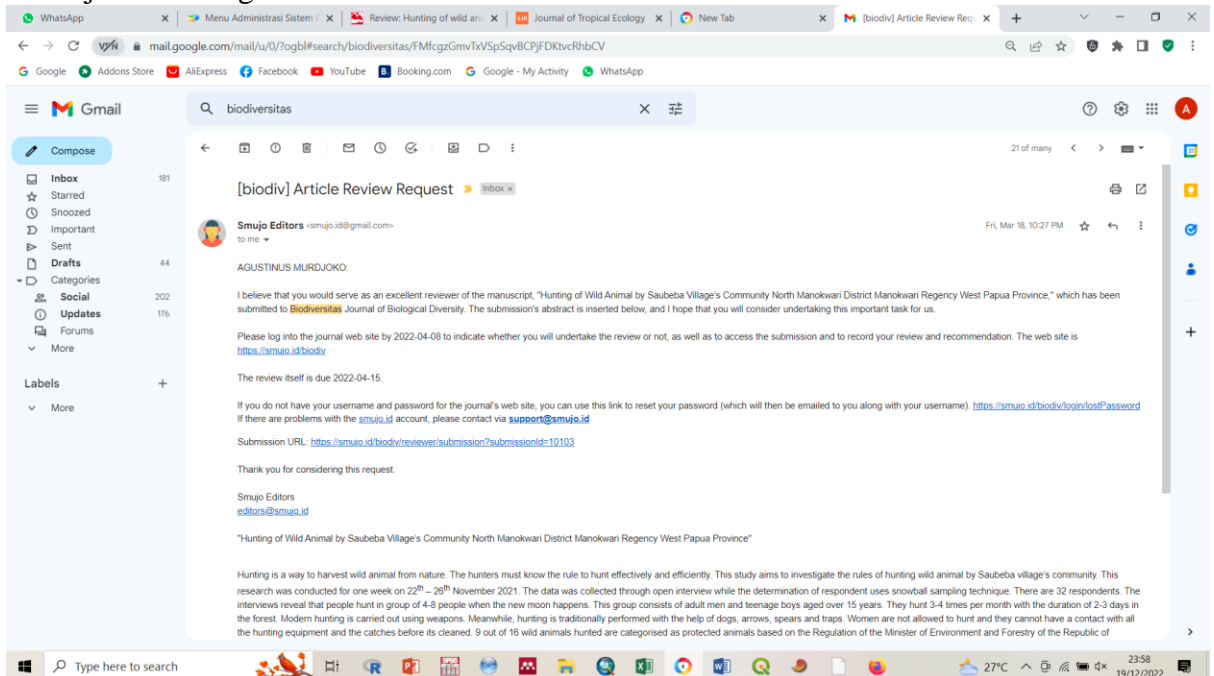 WhatsApp
Menu Administrasi Sistem
Review: Hunting of wild ani
Journal of Tropical Ecology
New Tab
[biodiv] Article Review Req
mail.google.com/mail/u/0/?ogbl#search/biodiversitas/FMfcgzGmvTxVSpSqvBCPjFDKtvcRhbCV
Google
Addons Store
AliExpress
Facebook
YouTube
Booking.com
Google - My Activity
WhatsApp
Gmail
biodiversitas
Compose
21 of many
Inbox 181
Starred
Snoozed
Important
Sent
Drafts 44
Categories
Social 202
Updates 176
Forums
More
Labels
More
[biodiv] Article Review Request
Inbox ×
Smujo Editors <smujo.id@gmail.com>
Fri, Mar 18, 10:27 PM
to me
AGUSTINUS MURDJOKO:
I believe that you would serve as an excellent reviewer of the manuscript, "Hunting of Wild Animal by Saubeba Village's Community North Manokwari District Manokwari Regency West Papua Province," which has been
submitted to Biodiversitas Journal of Biological Diversity. The submission's abstract is inserted below, and I hope that you will consider undertaking this important task for us.
Please log into the journal web site by 2022-04-08 to indicate whether you will undertake the review or not, as well as to access the submission and to record your review and recommendation. The web site is
https://smujo.id/biodiv
The review itself is due 2022-04-15.
If you do not have your username and password for the journal's web site, you can use this link to reset your password (which will then be emailed to you along with your username). https://smujo.id/biodiv/login/lostPassword
If there are problems with the smujo.id account, please contact via support@smujo.id
Submission URL: https://smujo.id/biodiv/reviewer/submission?submissionId=10103
Thank you for considering this request.
Smujo Editors
editors@smujo.id
"Hunting of Wild Animal by Saubeba Village's Community North Manokwari District Manokwari Regency West Papua Province"
Hunting is a way to harvest wild animal from nature. The hunters must know the rule to hunt effectively and efficiently. This study aims to investigate the rules of hunting wild animal by Saubeba village's community. This
research was conducted for one week on 22th – 26th November 2021. The data was collected through open interview while the determination of respondent uses snowball sampling technique. There are 32 respondents. The
interviews reveal that people hunt in group of 4-8 people when the new moon happens. This group consists of adult men and teenage boys aged over 15 years. They hunt 3-4 times per month with the duration of 2-3 days in
the forest. Modern hunting is carried out using weapons. Meanwhile, hunting is traditionally performed with the help of dogs, arrows, spears and traps. Women are not allowed to hunt and they cannot have a contact with all
the hunting equipment and the catches before its cleaned. 9 out of 16 wild animals hunted are categorised as protected animals based on the Regulation of the Minister of Environment and Forestry of the Republic of
Type here to search
27°C
23:58
19/12/2022